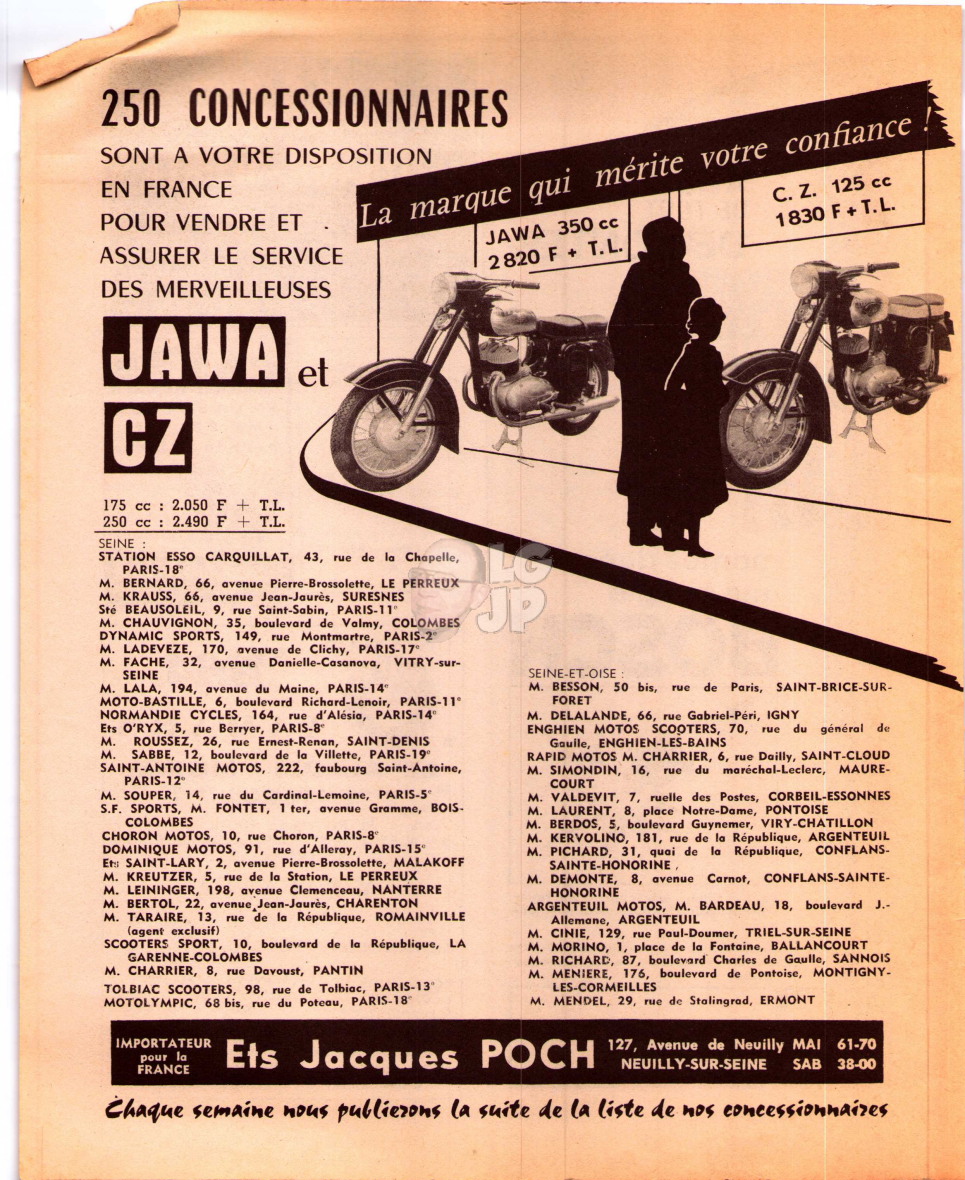 250 CONCESSIONNAIRES
SONT A VOTRE DISPOSITION
EN FRANCE
POUR VENDRE ET
ASSURER LE SERVICE
DES MERVEILLEUSES
JAWA et
CZ
La marque qui mérite votre confiance !
JAWA 350 cc
2 820 F + T.L.
C. Z. 125 cc
1 830 F + T.L.
175 cc : 2.050 F + T.L.
250 cc : 2.490 F + T.L.
SEINE :
STATION ESSO CARQUILLAT, 43, rue de la Chapelle,
PARIS-18e
M. BERNARD, 66, avenue Pierre-Brossolette, LE PERREUX
M. KRAUSS, 66, avenue Jean-Jaurès, SURESNES
Sté BEAUSOLEIL, 9, rue Saint-Sabin, PARIS-11e
M. CHAUVIGNON, 35, boulevard de Valmy, COLOMBES
DYNAMIC SPORTS, 149, rue Montmartre, PARIS-2e
M. LADEVEZE, 170, avenue de Clichy, PARIS-17e
M. FACHE, 32, avenue Danielle-Casanova, VITRY-sur-
SEINE
M. LALA, 194, avenue du Maine, PARIS-14e
MOTO-BASTILLE, 6, boulevard Richard-Lenoir, PARIS-11e
NORMANDIE CYCLES, 164, rue d'Alésia, PARIS-14e
Ets O'RYX, 5, rue Berryer, PARIS-8e
M. ROUSSEZ, 26, rue Ernest-Renan, SAINT-DENIS
M. SABBE, 12, boulevard de la Villette, PARIS-19e
SAINT-ANTOINE MOTOS, 222, faubourg Saint-Antoine,
PARIS-12e
M. SOUPER, 14, rue du Cardinal-Lemoine, PARIS-5e
S.F. SPORTS, M. FONTET, 1 ter, avenue Gramme, BOIS-
COLOMBES
CHORON MOTOS, 10, rue Choron, PARIS-8e
DOMINIQUE MOTOS, 91, rue d'Alleray, PARIS-15e
Ets SAINT-LARY, 2, avenue Pierre-Brossolette, MALAKOFF
M. KREUTZER, 5, rue de la Station, LE PERREUX
M. LEININGER, 198, avenue Clemenceau, NANTERRE
M. BERTOL, 22, avenue Jean-Jaurès, CHARENTON
M. TARAIRE, 13, rue de la République, ROMAINVILLE
(agent exclusif)
SCOOTERS SPORT, 10, boulevard de la République, LA
GARENNE-COLOMBES
M. CHARRIER, 8, rue Davoust, PANTIN
TOLBIAC SCOOTERS, 98, rue de Tolbiac, PARIS-13e
MOTOLYMPIC, 68 bis, rue du Poteau, PARIS-18e
SEINE-ET-OISE :
M. BESSON, 50 bis, rue de Paris, SAINT-BRICE-SUR-
FORET
M. DELALANDE, 66, rue Gabriel-Péri, IGNY
ENGHIEN MOTOS SCOOTERS, 70, rue du général de
Gaulle, ENGHIEN-LES-BAINS
RAPID MOTOS M. CHARRIER, 6, rue Dailly, SAINT-CLOUD
M. SIMONDIN, 16, rue du maréchal-Leclerc, MAURE-
COURT
M. VALDEVIT, 7, ruelle des Postes, CORBEIL-ESSONNES
M. LAURENT, 8, place Notre-Dame, PONTOISE
M. BERDOS, 5, boulevard Guynemer, VIRY-CHATILLON
M. KERVOLINO, 181, rue de la République, ARGENTEUIL
M. PICHARD, 31, quai de la République, CONFLANS-
SAINTE-HONORINE
M. DEMONTE, 8, avenue Carnot, CONFLANS-SAINTE-
HONORINE
ARGENTEUIL MOTOS, M. BARDEAU, 18, boulevard J.-
Allemane, ARGENTEUIL
M. CINIE, 129, rue Paul-Doumer, TRIEL-SUR-SEINE
M. MORINO, 1, place de la Fontaine, BALLANCOURT
M. RICHARD, 87, boulevard Charles de Gaulle, SANNOIS
M. MENIERE, 176, boulevard de Pontoise, MONTIGNY-
LES-CORMEILLES
M. MENDEL, 29, rue de Stalingrad, ERMONT
LG
JP
IMPORTATEUR
pour la
FRANCE
Ets Jacques POCH
127, Avenue de Neuilly MAI 61-70
NEUILLY-SUR-SEINE SAB 38-00
Chaque semaine nous publierons la suite de la liste de nos concessionnaires